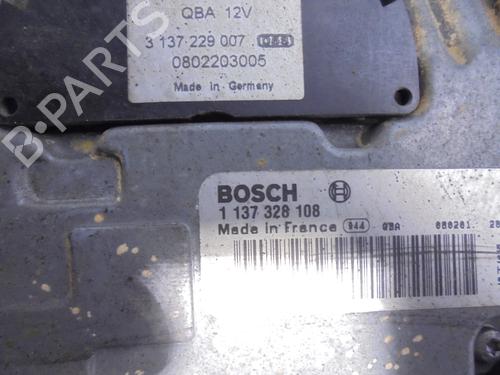 QBA 12V
3 137 229 007
0802203005
Made in Germany
B-PARTS
BOSCH
1 137 328 108
Made in France 944 QBA 080201